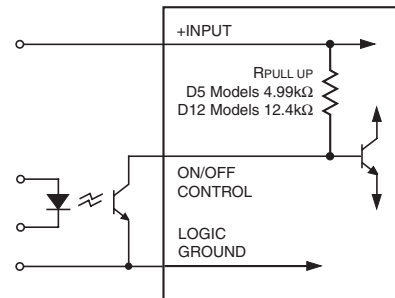 +INPUT
RPULL UP
D5 Models 4.99kΩ
D12 Models 12.4kΩ
ON/OFF
CONTROL
LOGIC
GROUND